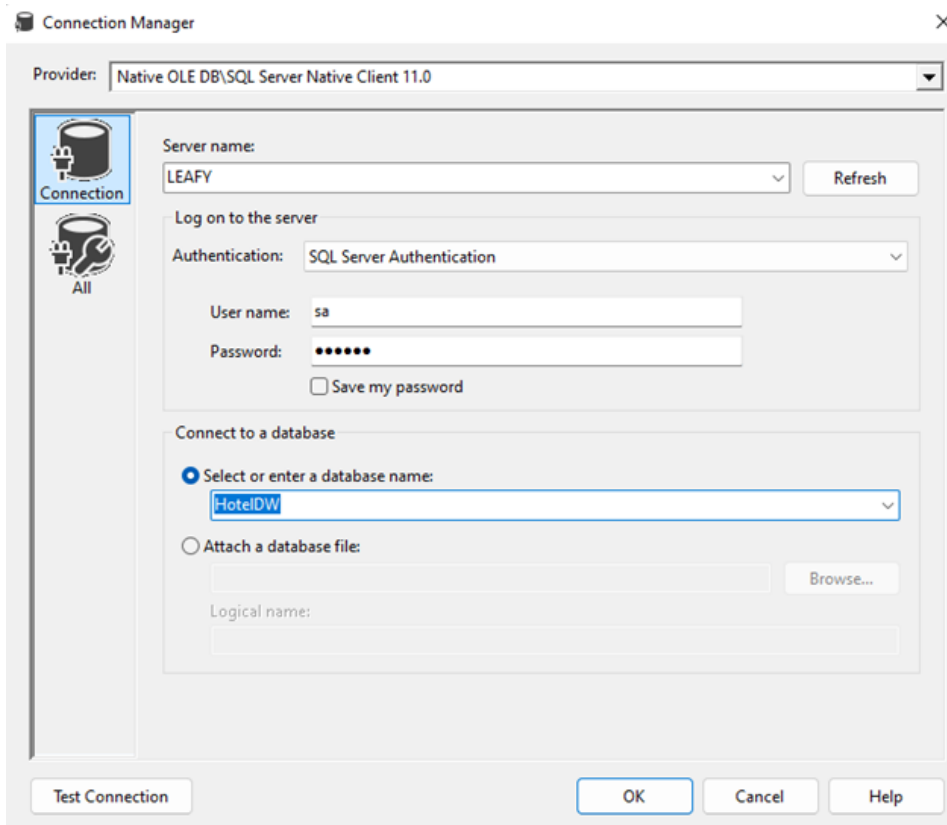 Connection Manager
Provider: Native OLE DB\SQL Server Native Client 11.0
Connection
All
Server name:
LEAFY
Refresh
Log on to the server
Authentication: SQL Server Authentication
User name: sa
Password: ●●●●●●
Save my password
Connect to a database
Select or enter a database name:
HotelDW
Attach a database file:
Browse...
Logical name:
Test Connection
OK
Cancel
Help